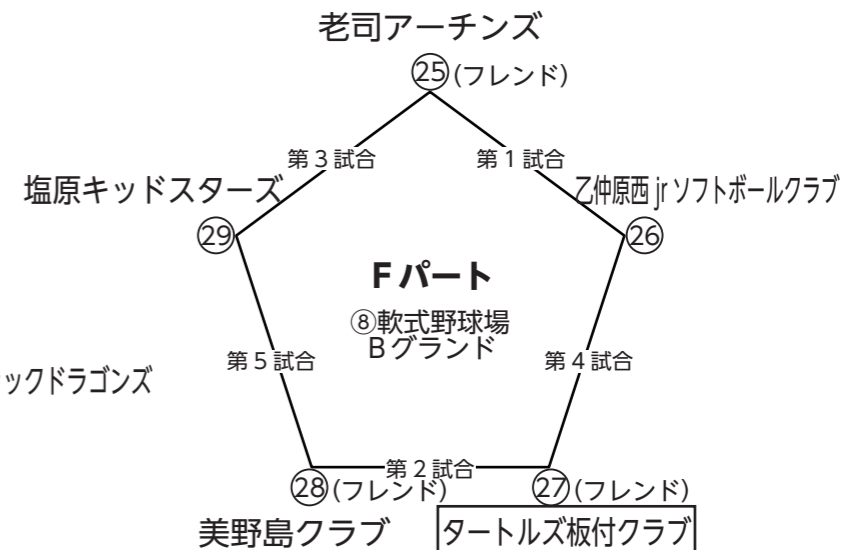 老司アーチンズ
㉕(フレンド)
第3試合
第1試合
塩原キッドスターズ
乙仲原西jrソフトボールクラブ
㉙
㉖
Fパート
⑧軟式野球場
Bグランド
第5試合
第4試合
ックドラゴンズ
第2試合
㉘(フレンド)
㉗(フレンド)
美野島クラブ
タートルズ板付クラブ